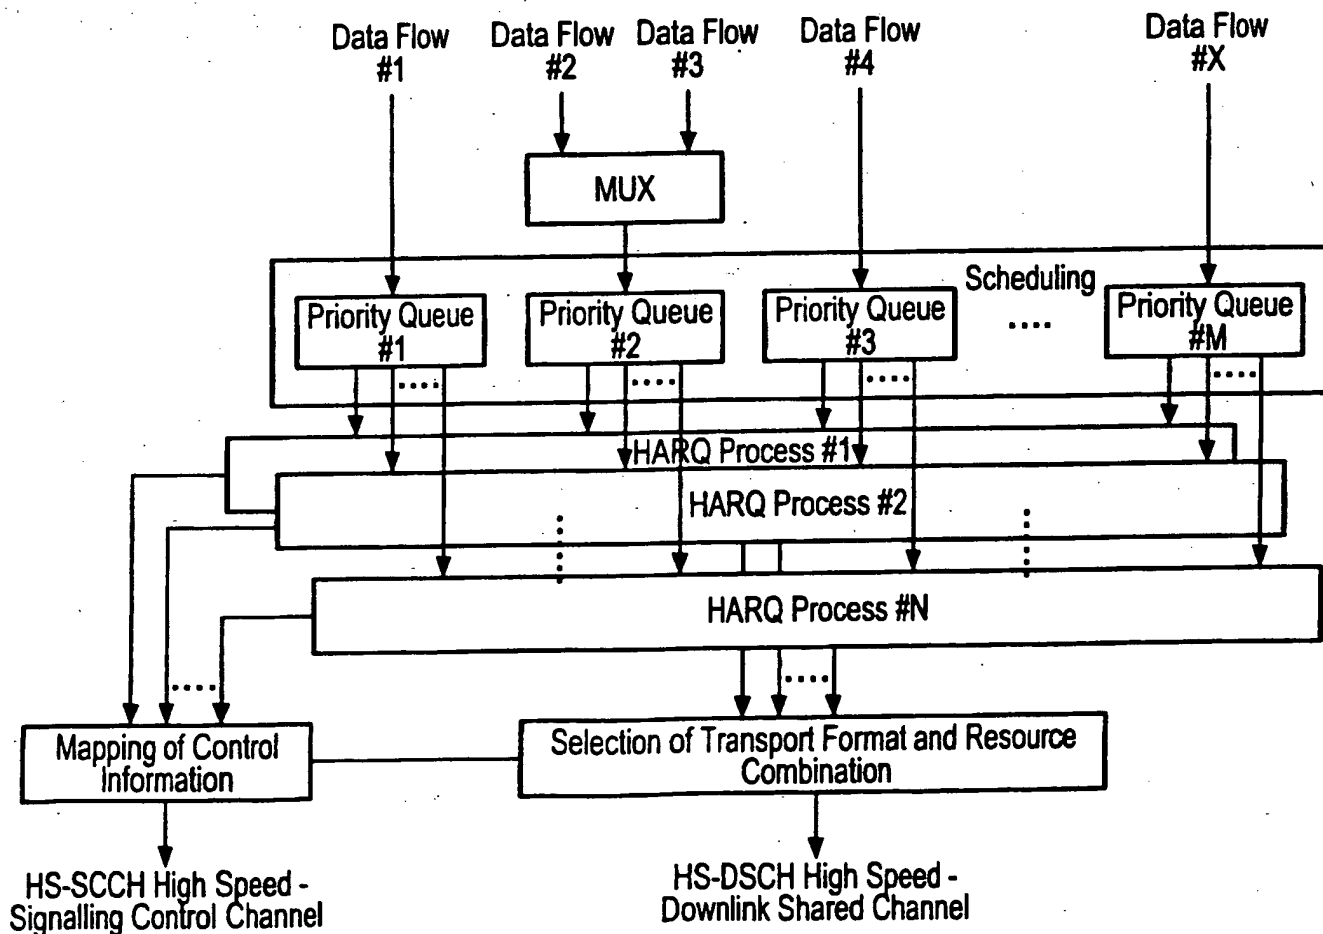 Data Flow
#1
Data Flow
#2
Data Flow
#3
Data Flow
#4
Data Flow
#X
MUX
Scheduling
Priority Queue
#1
Priority Queue
#2
Priority Queue
#3
Priority Queue
#M
HARQ Process #1
HARQ Process #2
HARQ Process #N
Mapping of Control
Information
Selection of Transport Format and Resource
Combination
HS-SCCH High Speed -
Signalling Control Channel
HS-DSCH High Speed -
Downlink Shared Channel